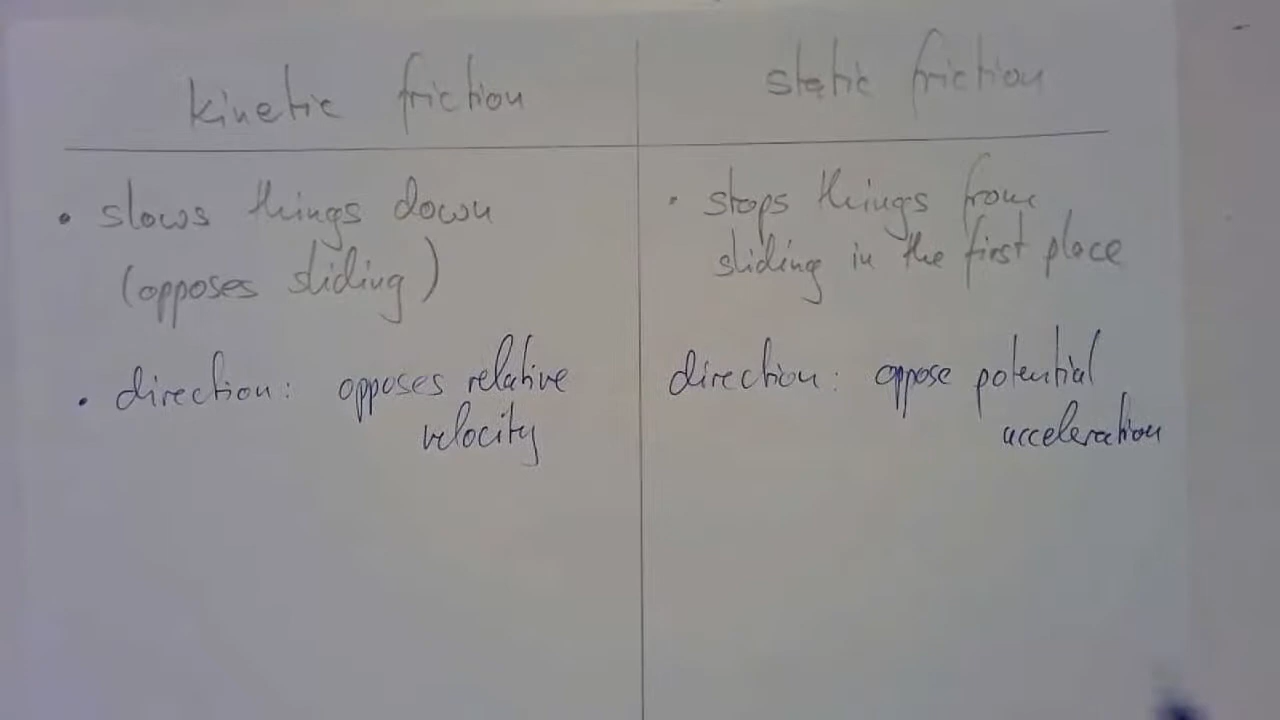 kinetic friction
static friction
• slows things down
(opposes sliding)
• stops things from
sliding in the first place
• direction: opposes relative
velocity
direction: oppose potential
acceleration